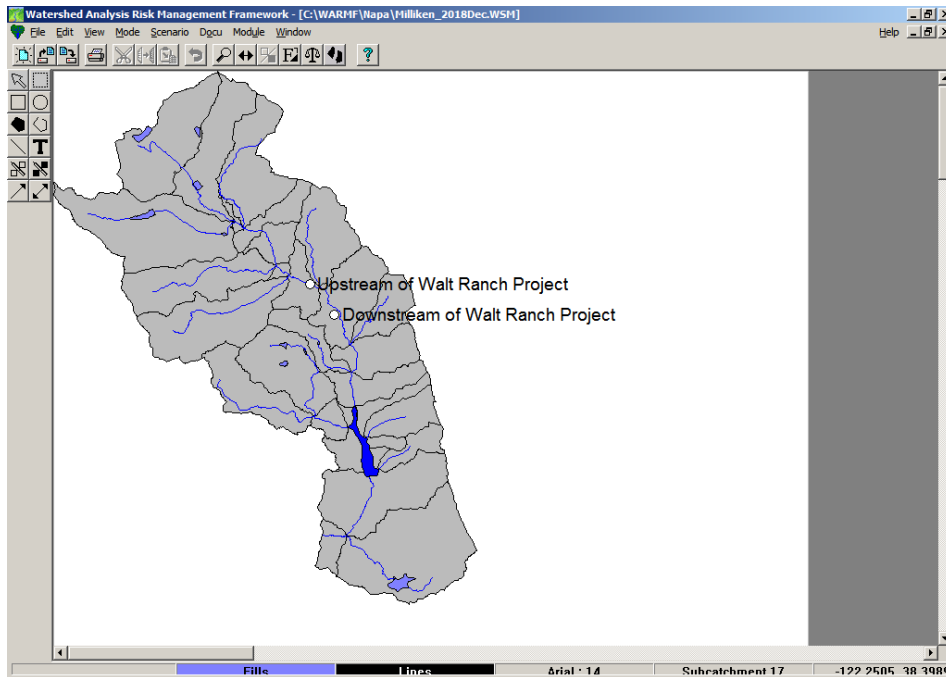 Watershed Analysis Risk Management Framework - [C:\WARMF\Napa\Milliken_2018Dec.WSM]
File Edit View Mode Scenario Docu Module Window Help
T
Upstream of Walt Ranch Project
Downstream of Walt Ranch Project
Fills Lines Arial : 14 Subcatchment 17 -122.2505 38.3989